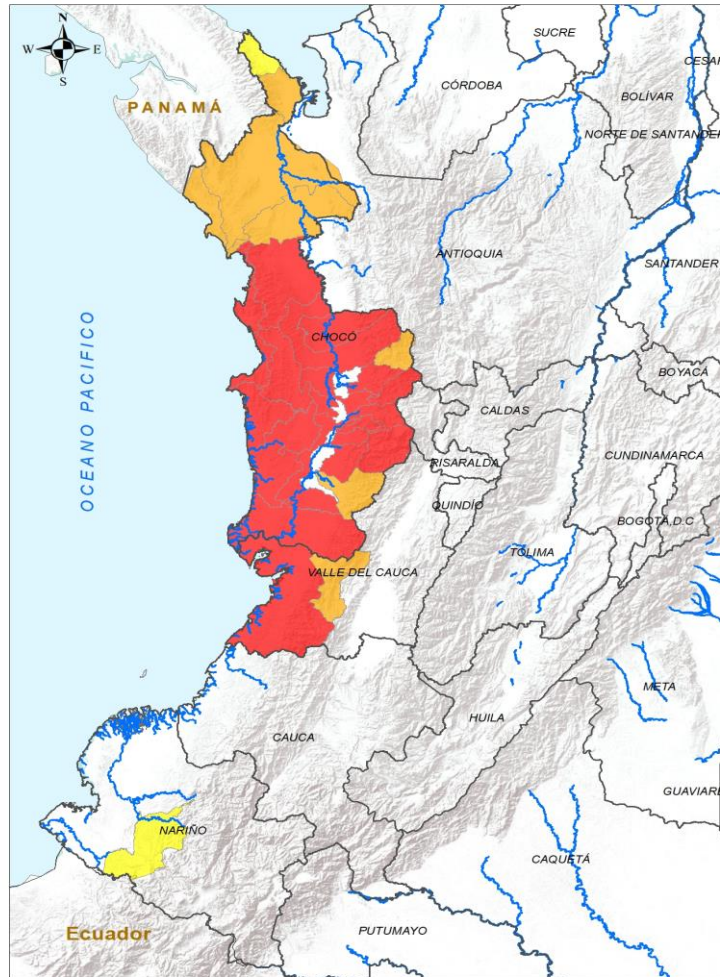 N
W E
S
SUCRE
CESAR
CÓRDOBA
BOLÍVAR
PANAMÁ
NORTE DE SANTANDER
ANTIOQUIA
SANTANDER
OCEANO PACIFICO
CHOCÓ
BOYACÁ
CALDAS
CUNDINAMARCA
RISARALDA
QUINDÍO
BOGOTÁ,D.C
TOLIMA
VALLE DEL CAUCA
META
HUILA
CAUCA
GUAVIARE
NARIÑO
CAQUETÁ
Ecuador
PUTUMAYO